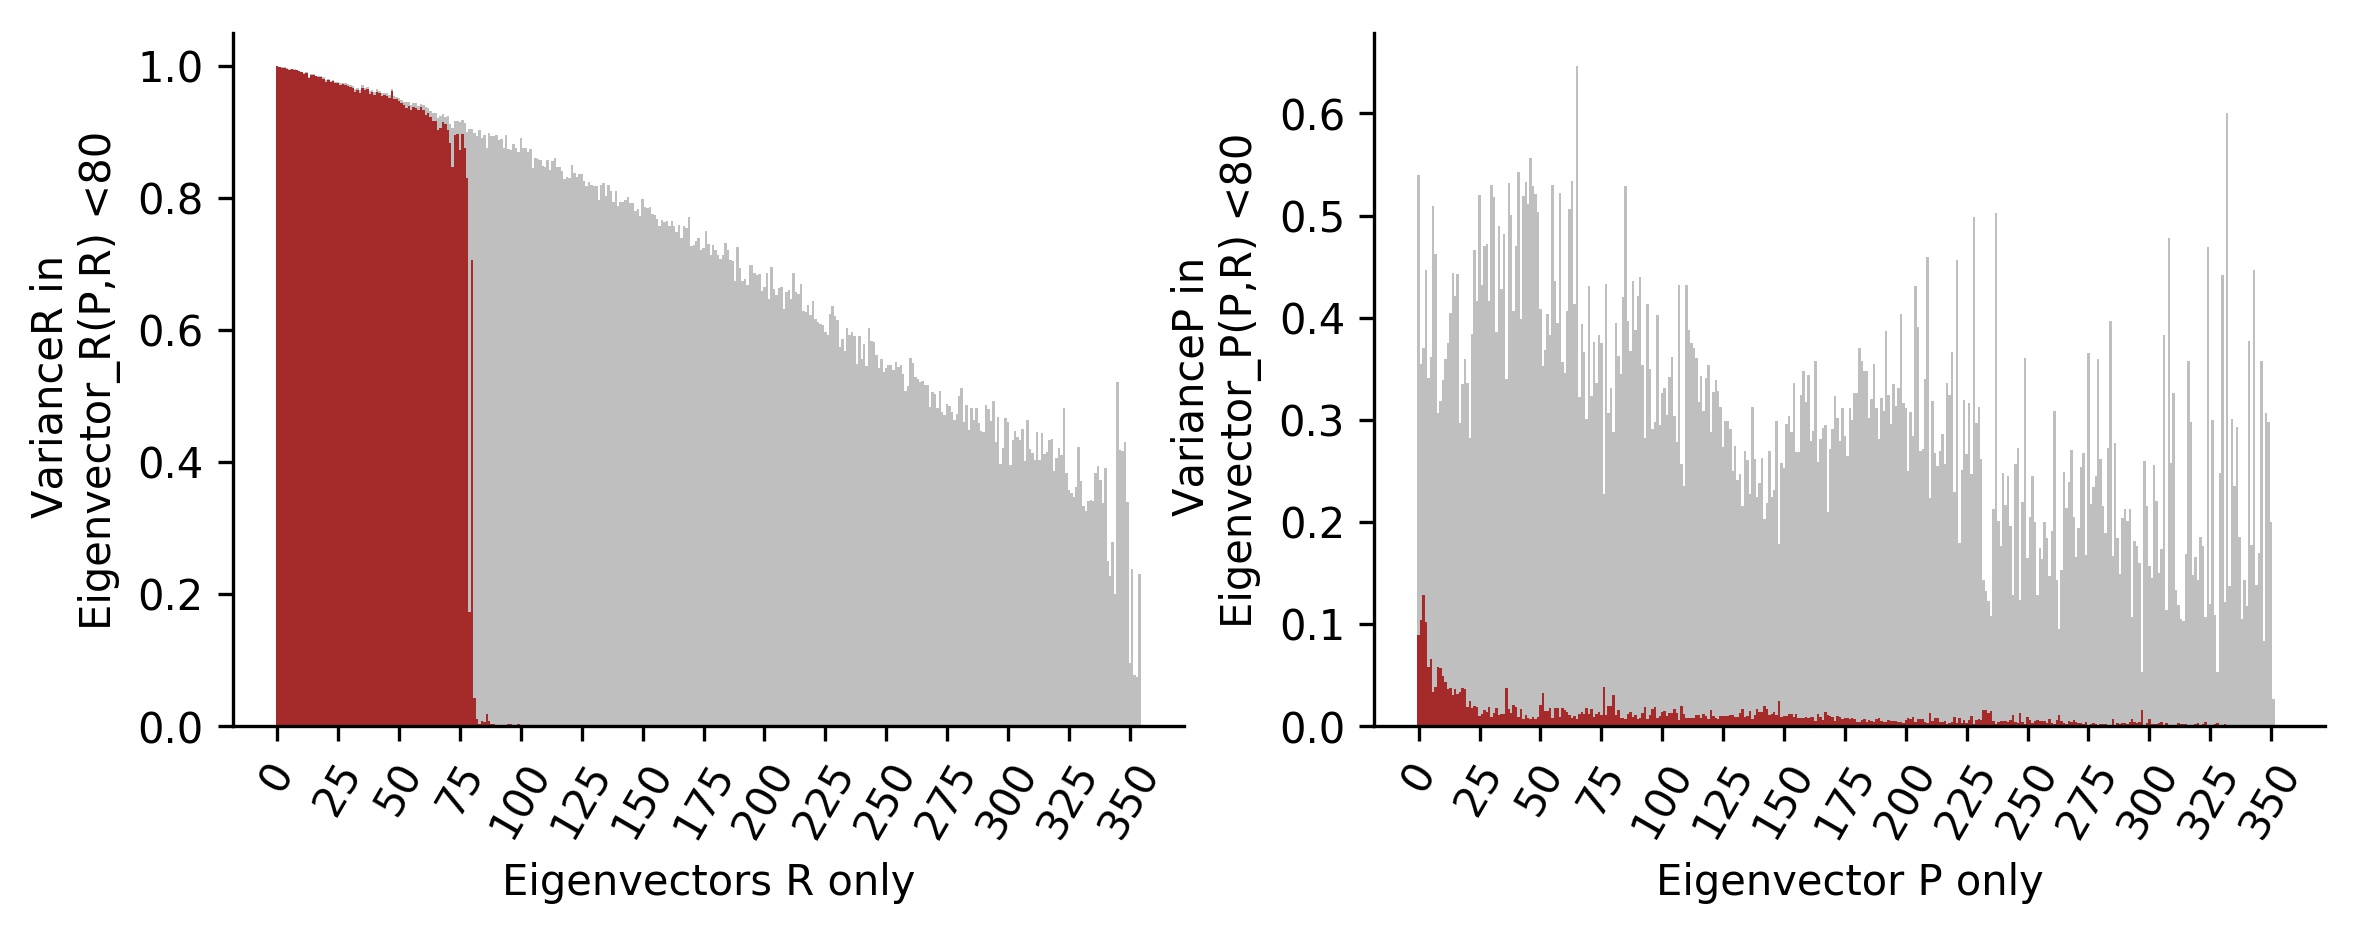 VarianceR in
Eigenvector_R(P,R) <80
1.0
0.8
0.6
0.4
0.2
0.0
0 25 50 75 100 125 150 175 200 225 250 275 300 325 350
Eigenvectors R only
VarianceP in
Eigenvector_P(P,R) <80
0.6
0.5
0.4
0.3
0.2
0.1
0.0
0 25 50 75 100 125 150 175 200 225 250 275 300 325 350
Eigenvector P only